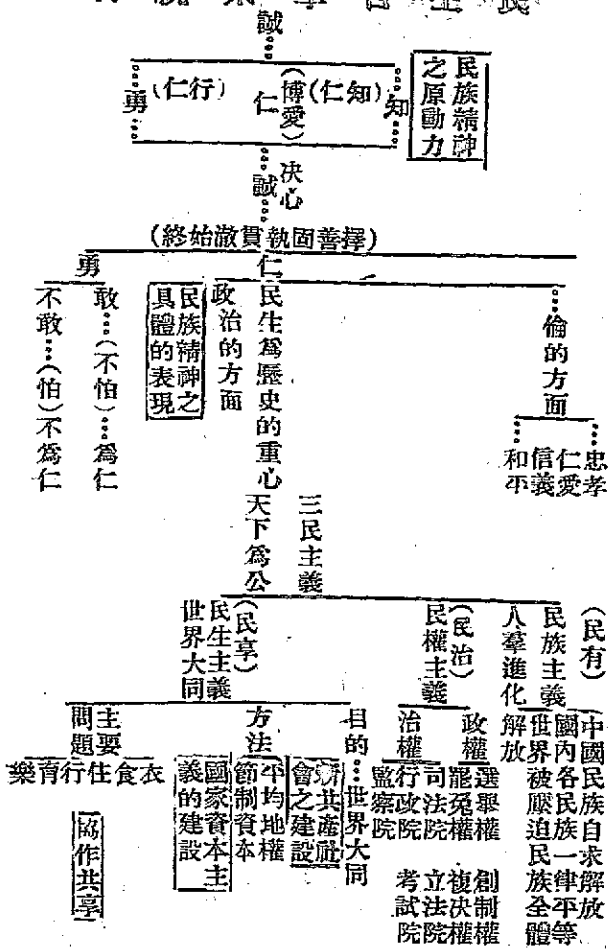 誠
民族精神
之原動力
知
(仁知)
(博愛)
仁
(仁行)
勇
決心
誠
(終始澈貫執固善擇)
仁
勇
倫的方面
忠孝
仁愛
信義
和平
民生爲歷史的重心
政治的方面
民族精神之
具體的表現
敢(不怕)爲仁
不敢(怕)不爲仁
三民主義
天下爲公
(民有)
民族主義
人羣進化
中國民族自求解放
國內各民族一律平等
世界被壓迫民族全體
解放
(民治)
民權主義
政權
選舉權 創制權
罷免權 複決權
治權
司法院 立法院
行政院 考試院
監察院
(民享)
民生主義
世界大同
目的世界大同
新共產社
會之建設
方法
平均地權
節制資本
國家資本主
義的建設
主要
問題
樂育行住食衣
協作共享